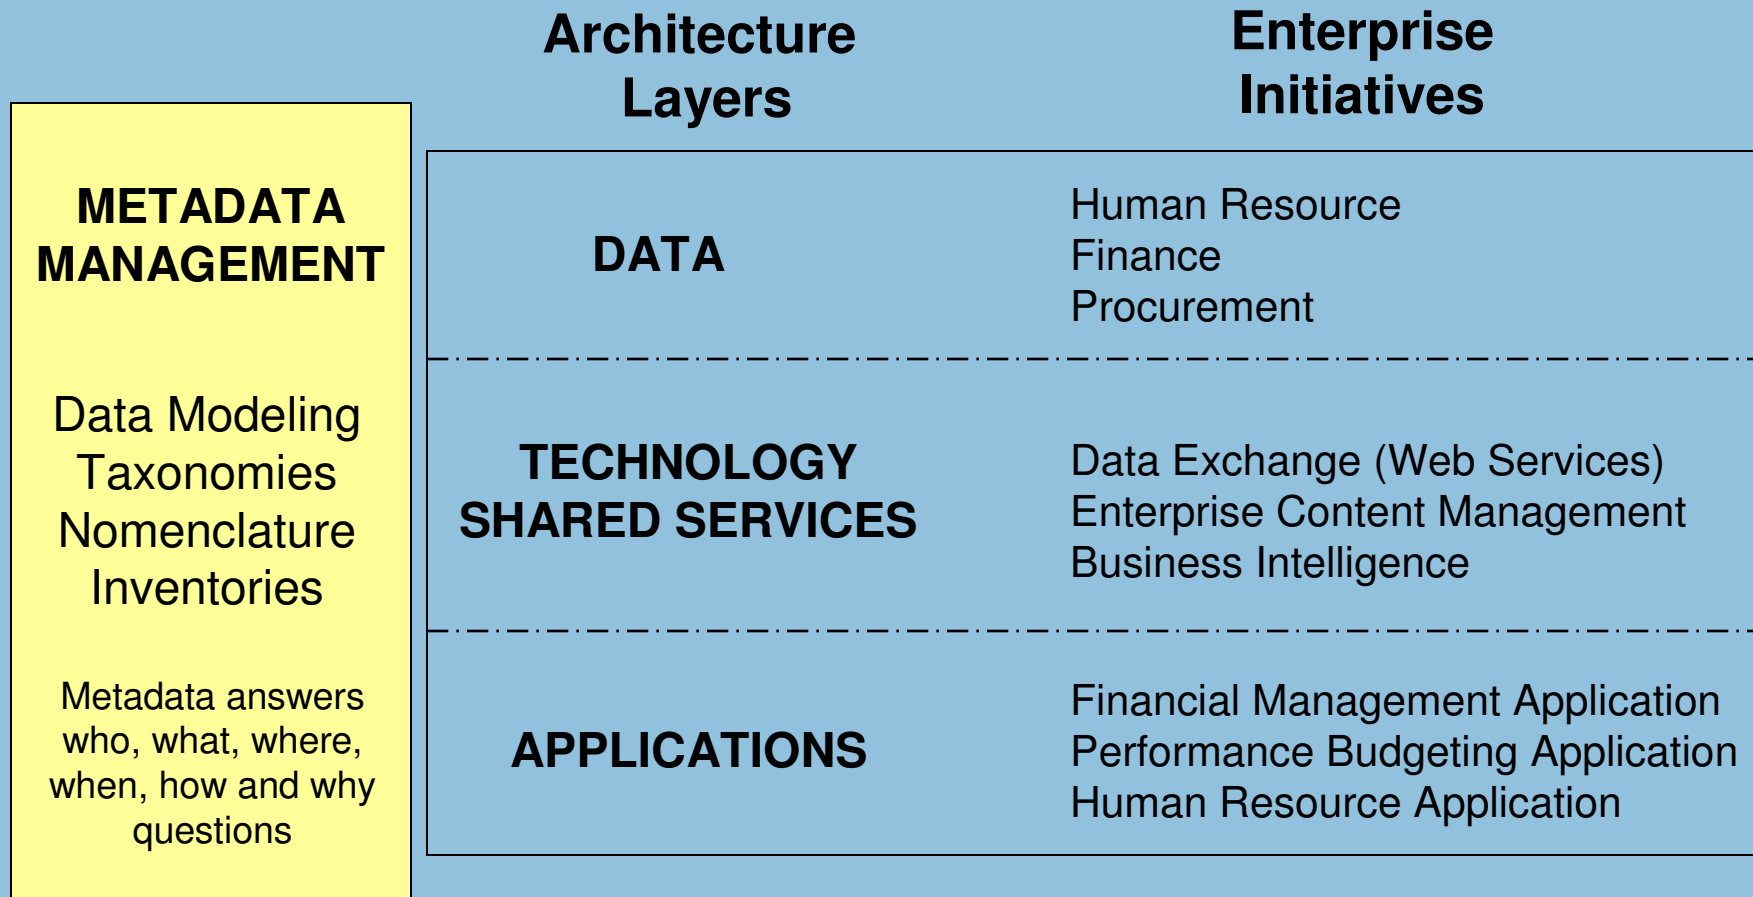 Architecture
Layers
Enterprise
Initiatives
METADATA
MANAGEMENT
Data Modeling
Taxonomies
Nomenclature
Inventories
Metadata answers
who, what, where,
when, how and why
questions
DATA
Human Resource
Finance
Procurement
TECHNOLOGY
SHARED SERVICES
Data Exchange (Web Services)
Enterprise Content Management
Business Intelligence
APPLICATIONS
Financial Management Application
Performance Budgeting Application
Human Resource Application